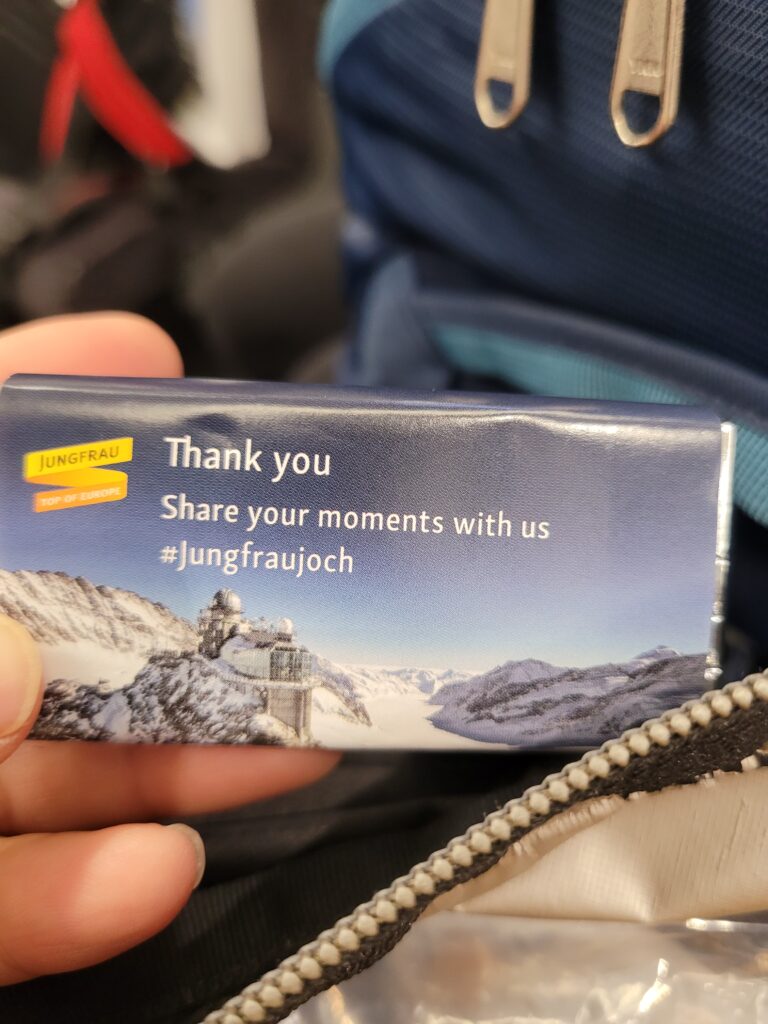 JUNGFRAU
TOP OF EUROPE
Thank you
Share your moments with us
#Jungfraujoch